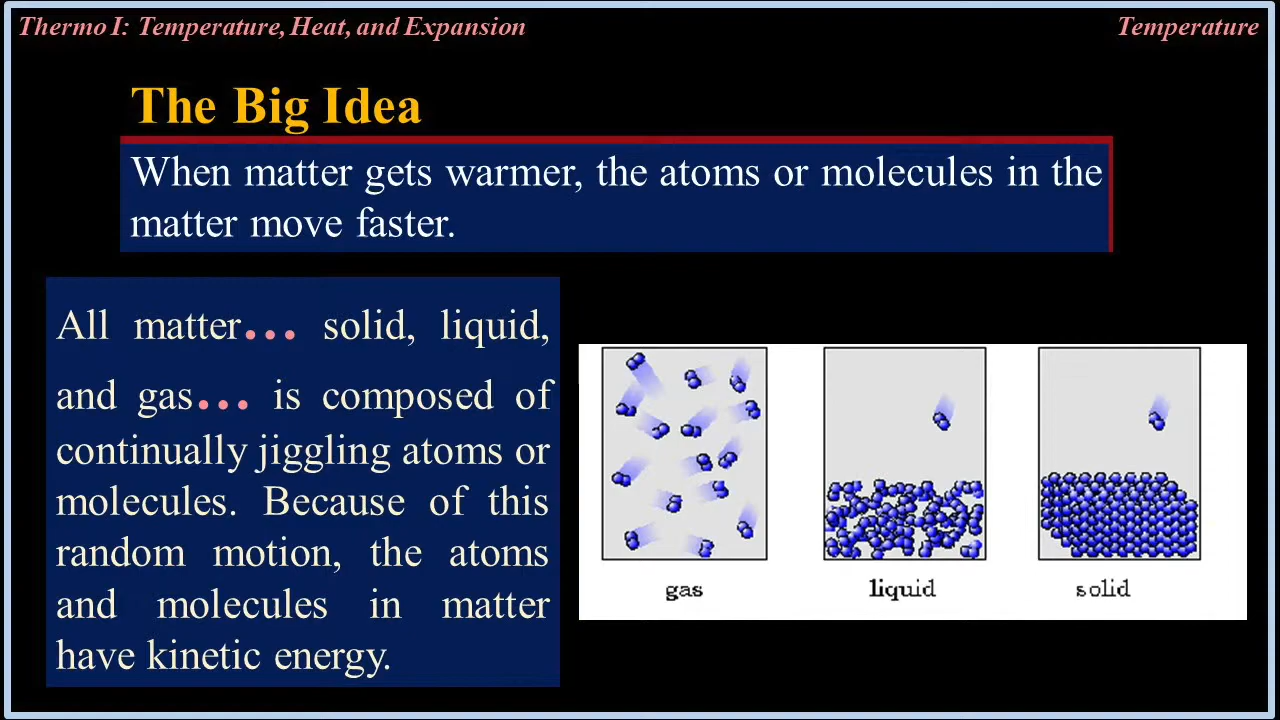 Thermo I: Temperature, Heat, and Expansion
Temperature
The Big Idea
When matter gets warmer, the atoms or molecules in the
matter move faster.
All matter... solid, liquid,
and gas... is composed of
continually jiggling atoms or
molecules. Because of this
random motion, the atoms
and molecules in matter
have kinetic energy.
gas
liquid
solid